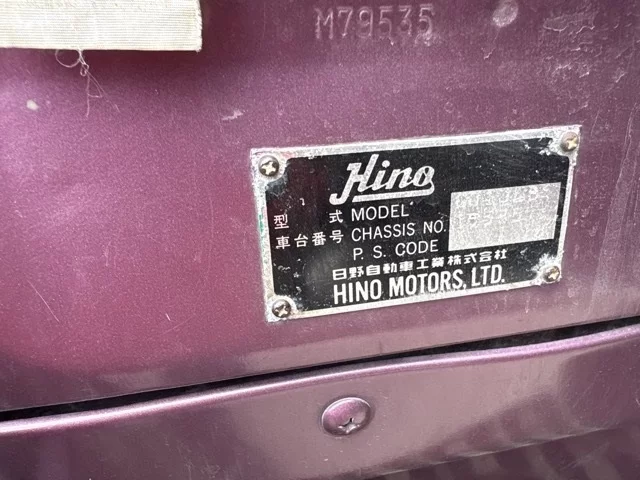 M79535
Hino
型 式 MODEL
車台番号 CHASSIS NO.
P. S. CODE
日野自動車工業株式会社
HINO MOTORS, LTD.